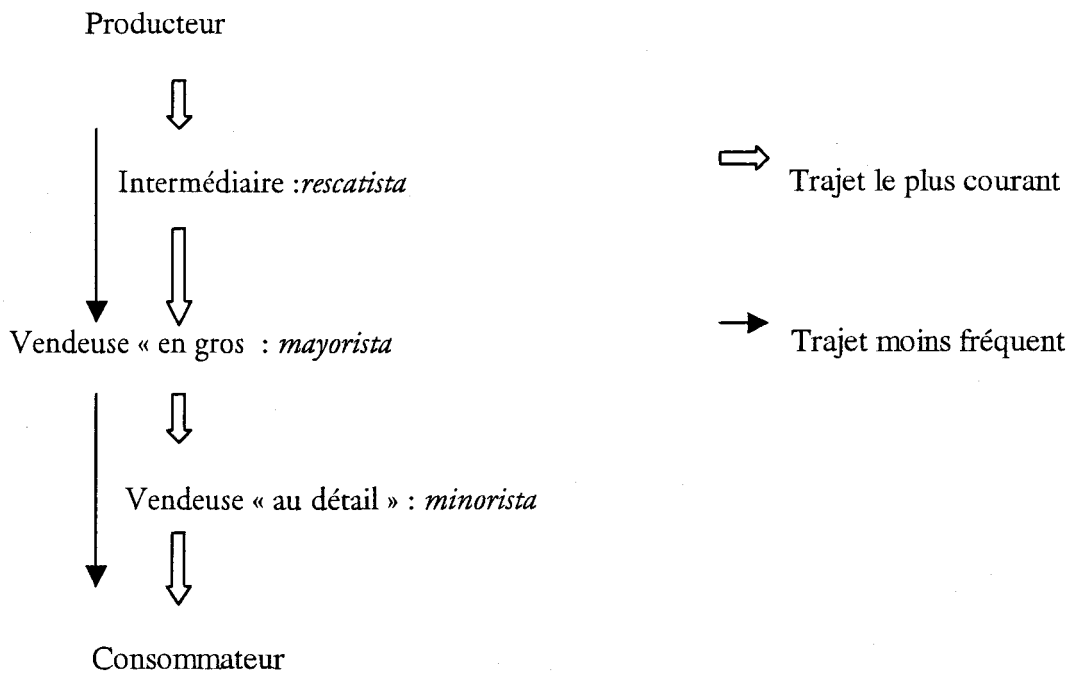 Producteur
Intermédiaire :rescatista
Trajet le plus courant
Vendeuse « en gros  : mayorista
Trajet moins fréquent
Vendeuse « au détail » : minorista
Consommateur